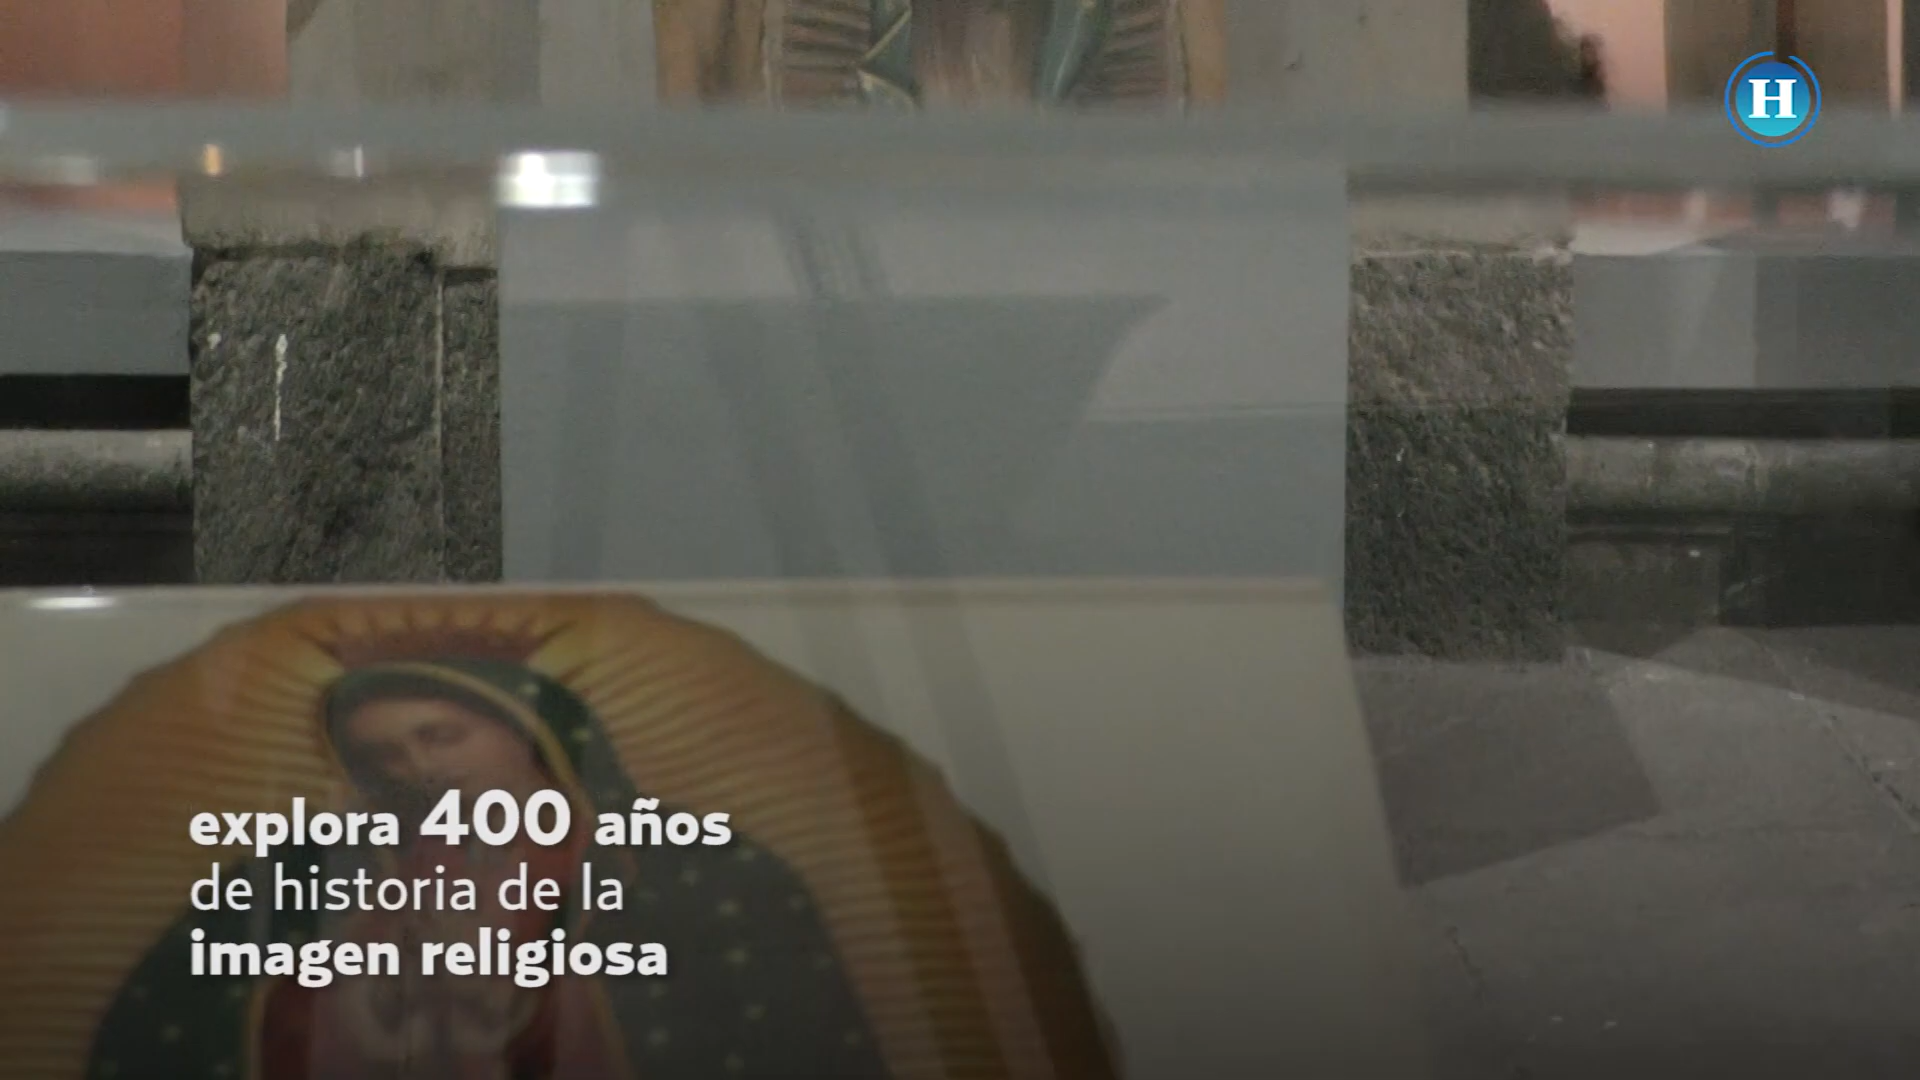 H
explora 400 años
de historia de la
imagen religiosa